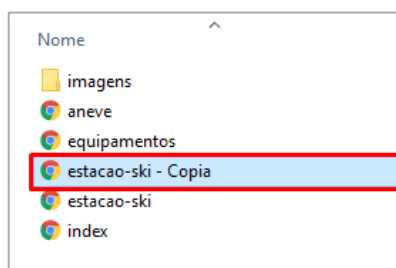 Nome
imagens
aneve
equipamentos
estacao-ski - Copia
estacao-ski
index